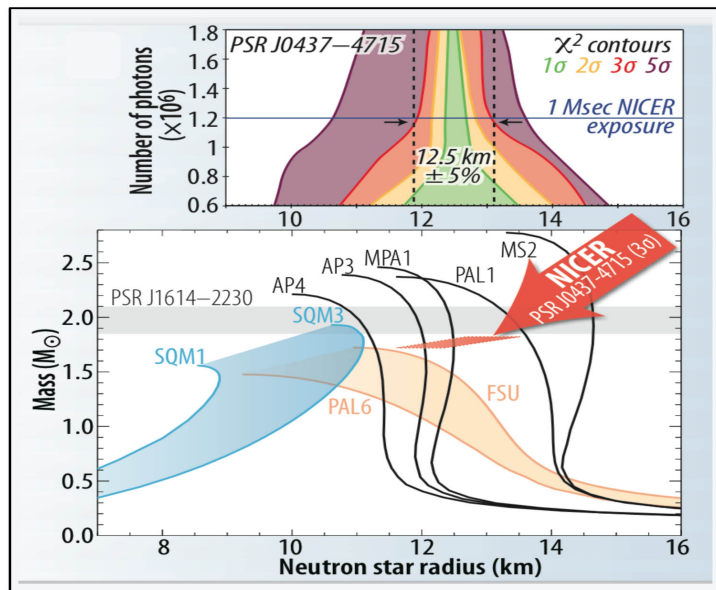 PSR J0437—4715
χ² contours
1σ 2σ 3σ 5σ
1 Msec NICER
exposure
12.5 km
± 5%
Number of photons
(×10⁶)
1.8
1.6
1.4
1.2
1.0
0.8
0.6
10 12 14 16
NICER
PSR J0437-4715 (3σ)
MS2
MPA1
AP3
PAL1
AP4
PSR J1614—2230
SQM3
SQM1
PAL6
FSU
Mass (M⊙)
2.5
2.0
1.5
1.0
0.5
0.0
8 10 12 14 16
Neutron star radius (km)